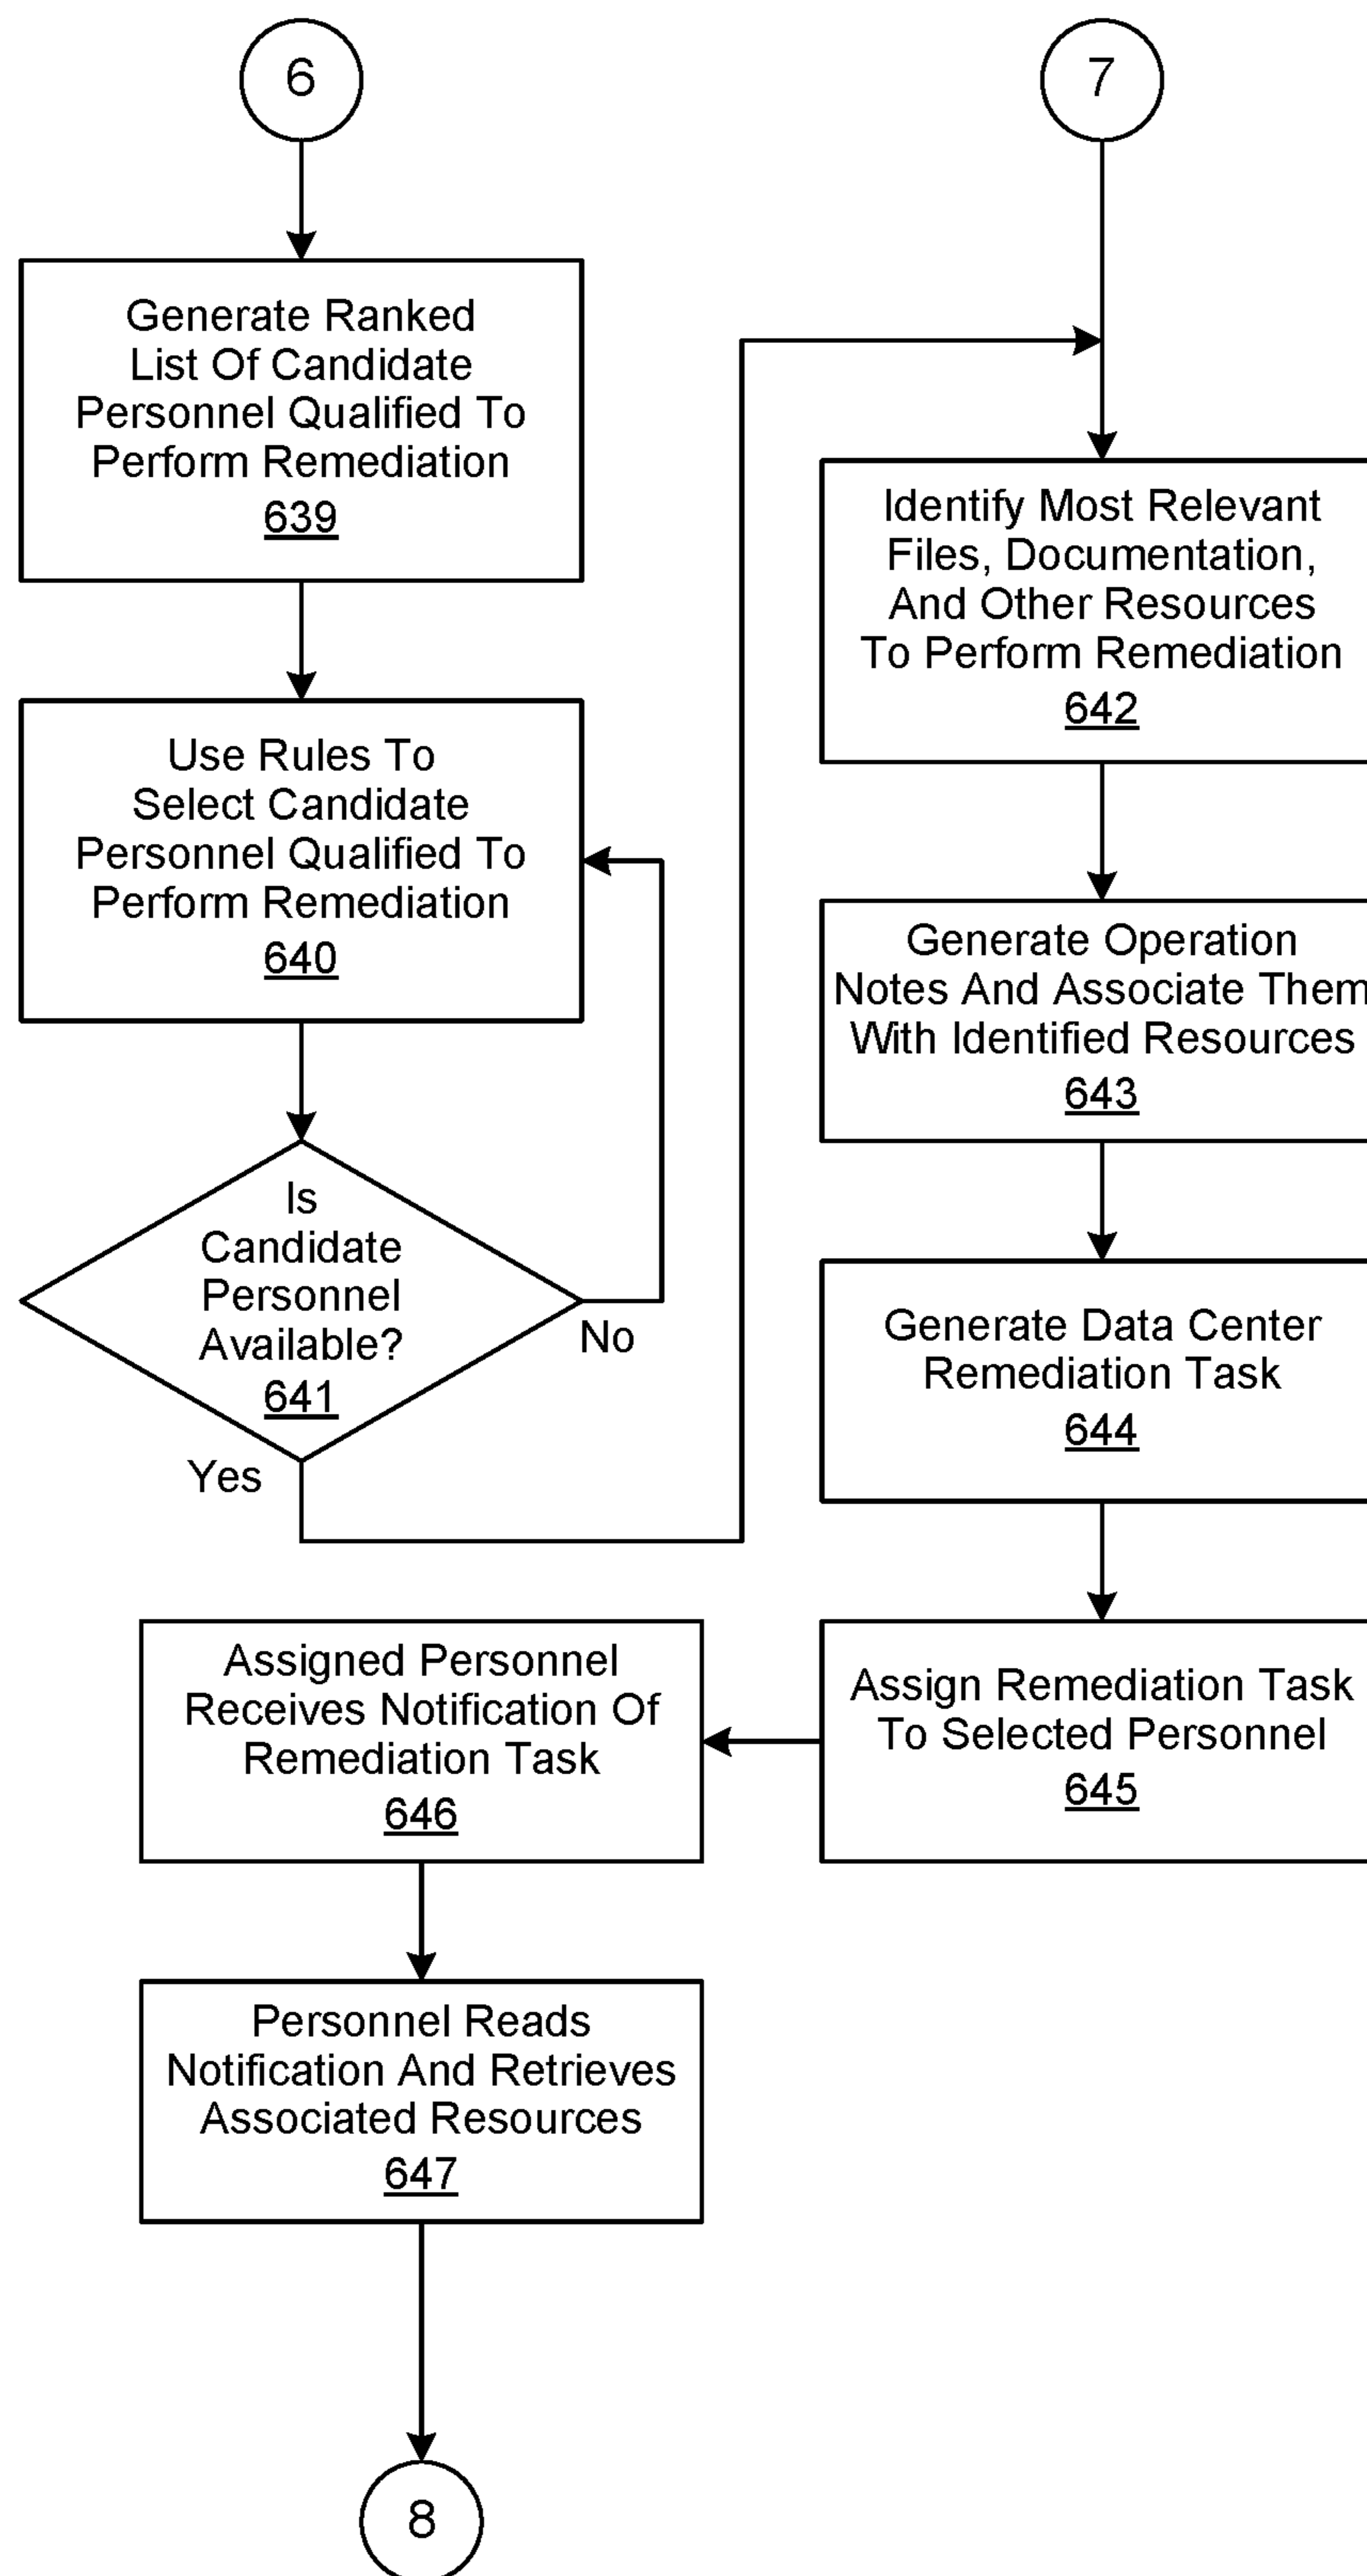 6
Generate Ranked
List Of Candidate
Personnel Qualified To
Perform Remediation
639
Use Rules To
Select Candidate
Personnel Qualified To
Perform Remediation
640
Is
Candidate
Personnel
Available?
641
No
Yes
7
Identify Most Relevant
Files, Documentation,
And Other Resources
To Perform Remediation
642
Generate Operation
Notes And Associate Them
With Identified Resources
643
Generate Data Center
Remediation Task
644
Assign Remediation Task
To Selected Personnel
645
Assigned Personnel
Receives Notification Of
Remediation Task
646
Personnel Reads
Notification And Retrieves
Associated Resources
647
8